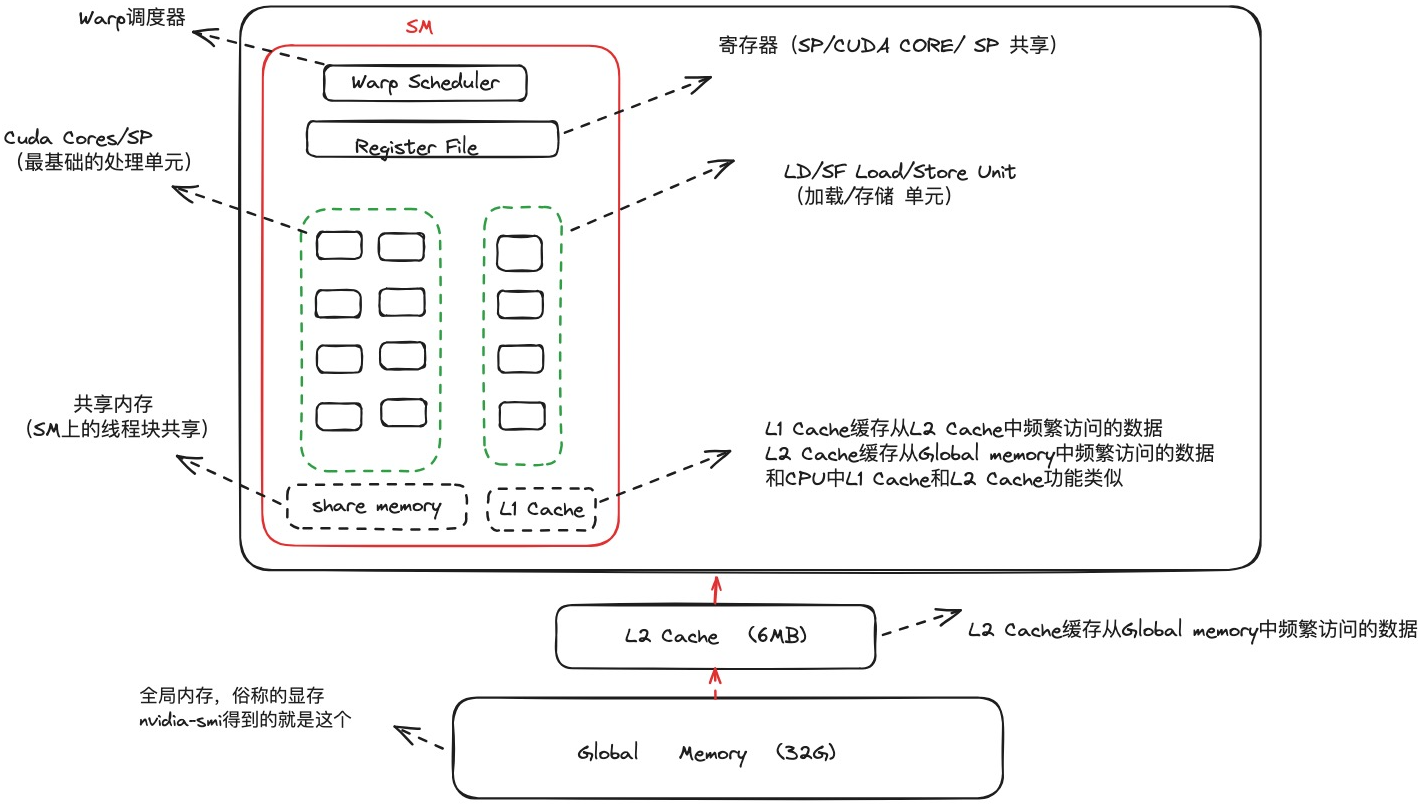 Warp调度器
SM
寄存器（SP/CUDA CORE/ SP 共享）
Warp Scheduler
Cuda Cores/SP
（最基础的处理单元）
Register File
LD/SF Load/Store Unit
（加载/存储 单元）
共享内存
（SM上的线程块共享）
L1 Cache缓存从L2 Cache中频繁访问的数据
L2 Cache缓存从Global memory中频繁访问的数据
和CPU中L1 Cache和L2 Cache功能类似
share memory
L1 Cache
L2 Cache （6MB）
L2 Cache缓存从Global memory中频繁访问的数据
全局内存，俗称的显存
nvidia-smi得到的就是这个
Global Memory （32G）